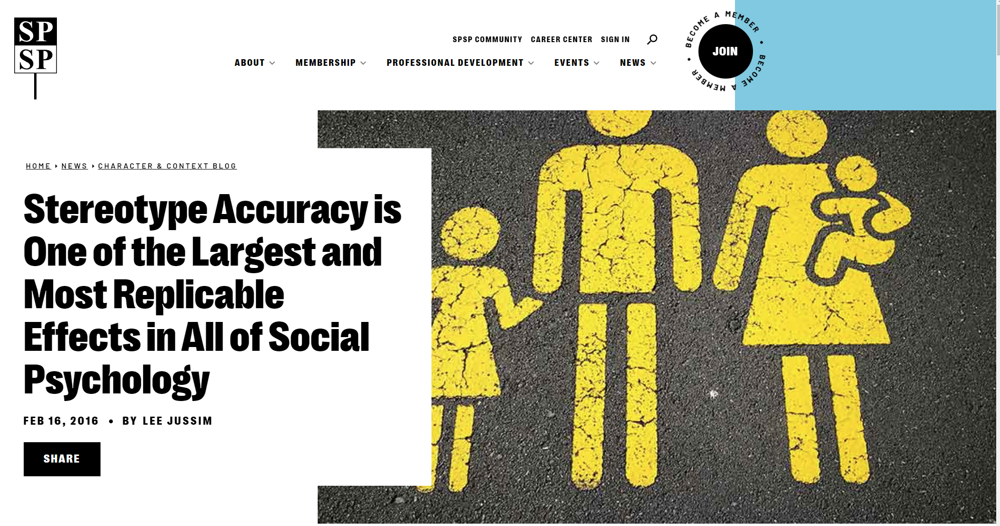 SP
SP
SPSP COMMUNITY CAREER CENTER SIGN IN
ABOUT MEMBERSHIP PROFESSIONAL DEVELOPMENT EVENTS NEWS
BECOME A MEMBER • BECOME A MEMBER •
JOIN
HOME NEWS CHARACTER & CONTEXT BLOG
Stereotype Accuracy is
One of the Largest and
Most Replicable
Effects in All of Social
Psychology
FEB 16, 2016 • BY LEE JUSSIM
SHARE